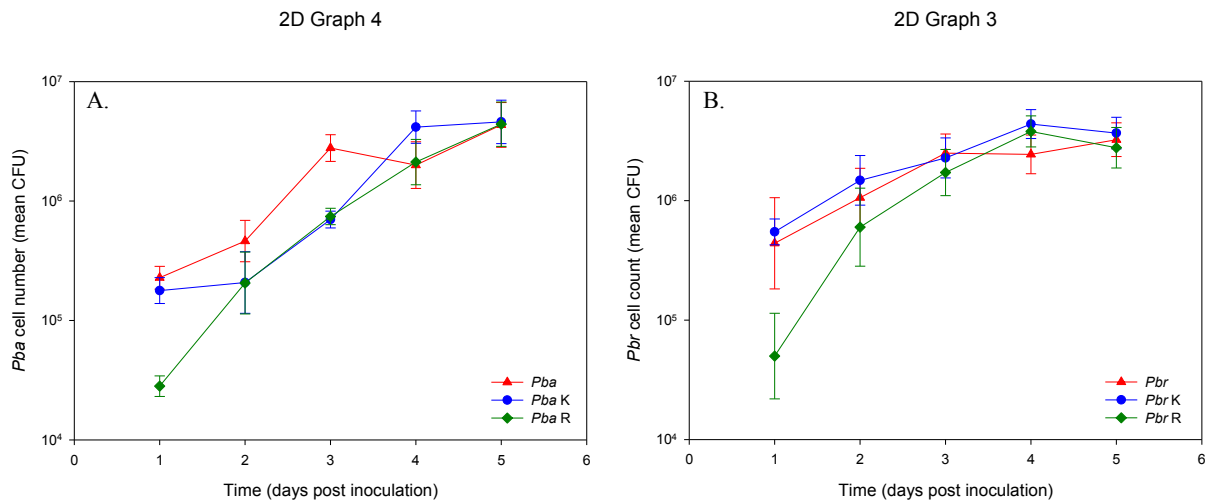 2D Graph 4
A.
10⁷
10⁶
10⁵
10⁴
Pba cell number (mean CFU)
Pba
Pba K
Pba R
0 1 2 3 4 5 6
Time (days post inoculation)
2D Graph 3
B.
10⁷
10⁶
10⁵
10⁴
Pbr cell count (mean CFU)
Pbr
Pbr K
Pbr R
0 1 2 3 4 5 6
Time (days post inoculation)